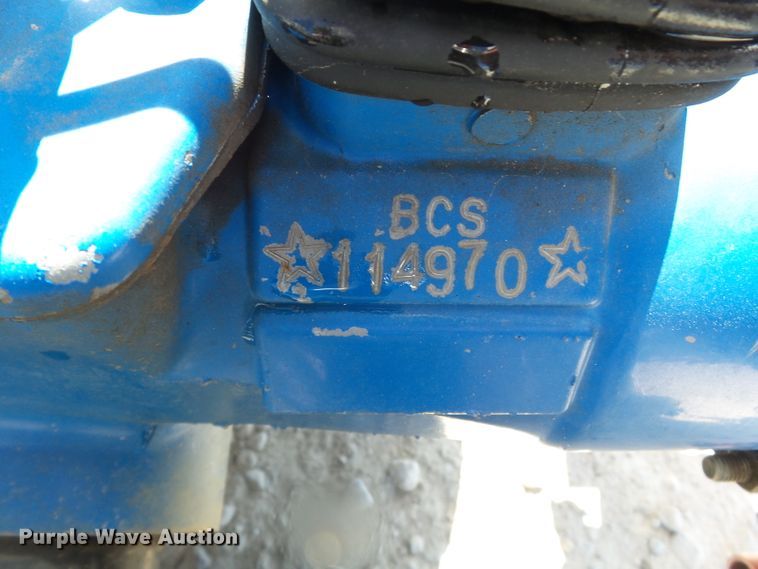 BCS
☆114970☆
Purple Wave Auction